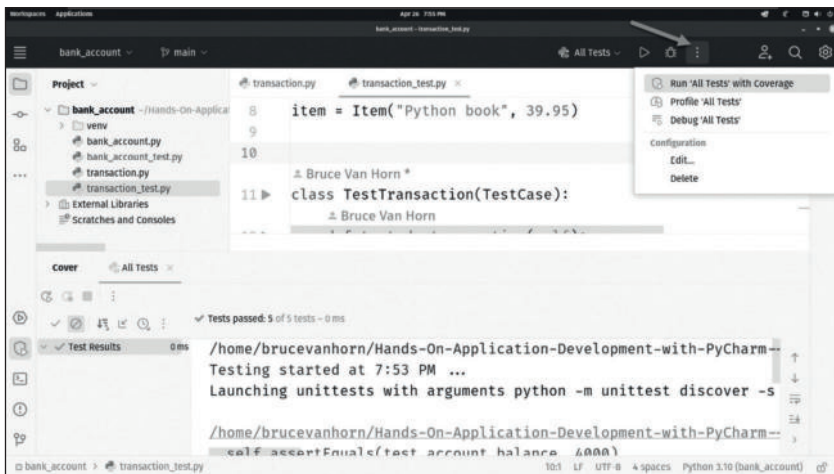 Workspaces Applications
Apr 26 7:55 PM
bank_account – transaction_test.py
bank_account
main
All Tests
Run 'All Tests' with Coverage
Profile 'All Tests'
Debug 'All Tests'
Configuration
Edit...
Delete
Project
bank_account ~/Hands-On-Applica
venv
bank_account.py
bank_account_test.py
transaction.py
transaction_test.py
External Libraries
Scratches and Consoles
transaction.py transaction_test.py
8 item = Item("Python book", 39.95)
9
10
Bruce Van Horn *
11 class TestTransaction(TestCase):
Bruce Van Horn
Cover All Tests
Tests passed: 5 of 5 tests – 0 ms
Test Results 0 ms
/home/brucevanhorn/Hands-On-Application-Development-with-PyCharm-
Testing started at 7:53 PM ...
Launching unittests with arguments python -m unittest discover -s
/home/brucevanhorn/Hands-On-Application-Development-with-PyCharm-
self.assertEquals(test_account.balance, 4000)
bank_account > transaction_test.py
10:1 LF UTF-8 4 spaces Python 3.10 (bank_account)